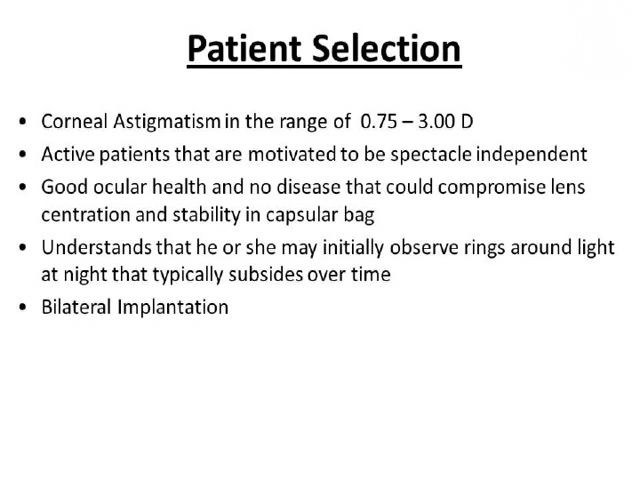 Patient Selection
• Corneal Astigmatism in the range of 0.75 – 3.00 D
• Active patients that are motivated to be spectacle independent
• Good ocular health and no disease that could compromise lens
centration and stability in capsular bag
• Understands that he or she may initially observe rings around light
at night that typically subsides over time
• Bilateral Implantation